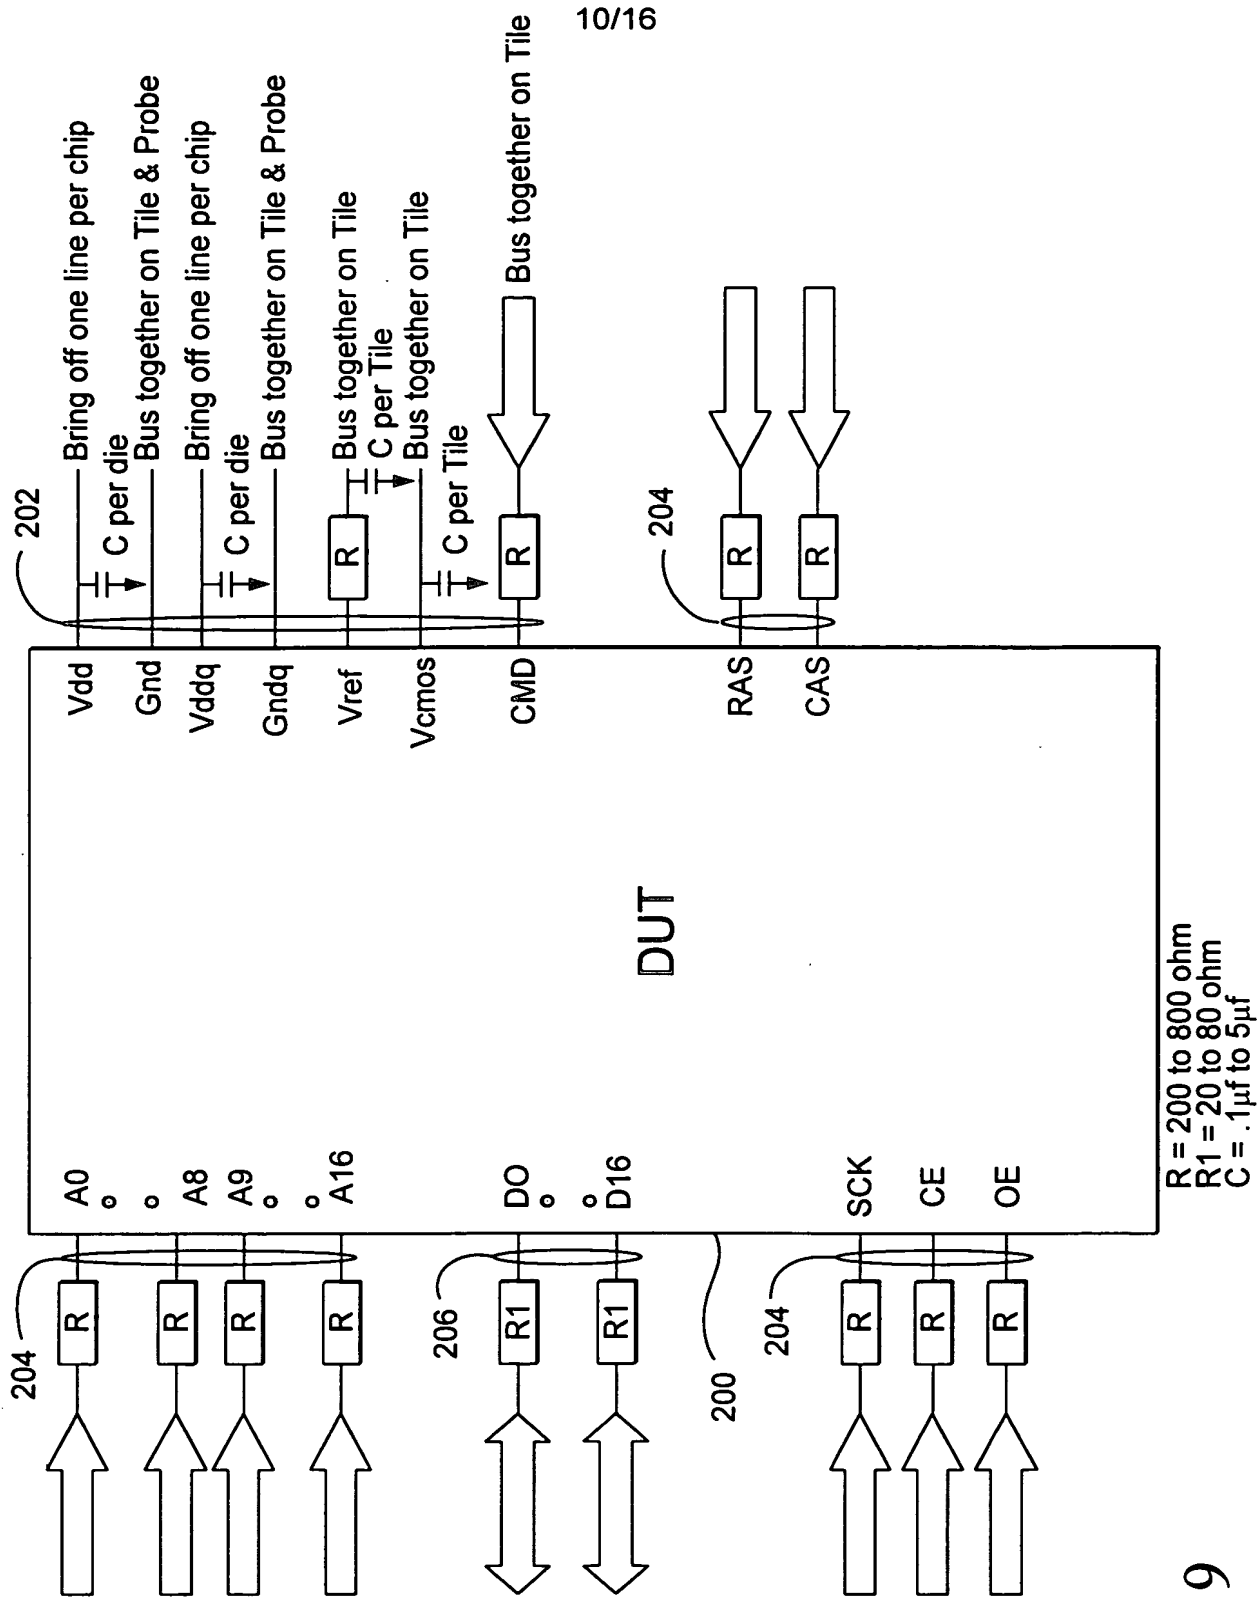 10/16
202
Vdd
Bring off one line per chip
C per die
Gnd
Bus together on Tile & Probe
Vddq
Bring off one line per chip
C per die
Gndq
Bus together on Tile & Probe
Vref
R
Bus together on Tile
C per Tile
Vcmos
Bus together on Tile
C per Tile
CMD
R
Bus together on Tile
204
RAS
R
CAS
R
DUT
204
R
A0
R
A8
R
A9
R
A16
206
R1
DO
R1
D16
200
204
R
SCK
R
CE
R
OE
R = 200 to 800 ohm
R1 = 20 to 80 ohm
C = .1µf to 5µf
9